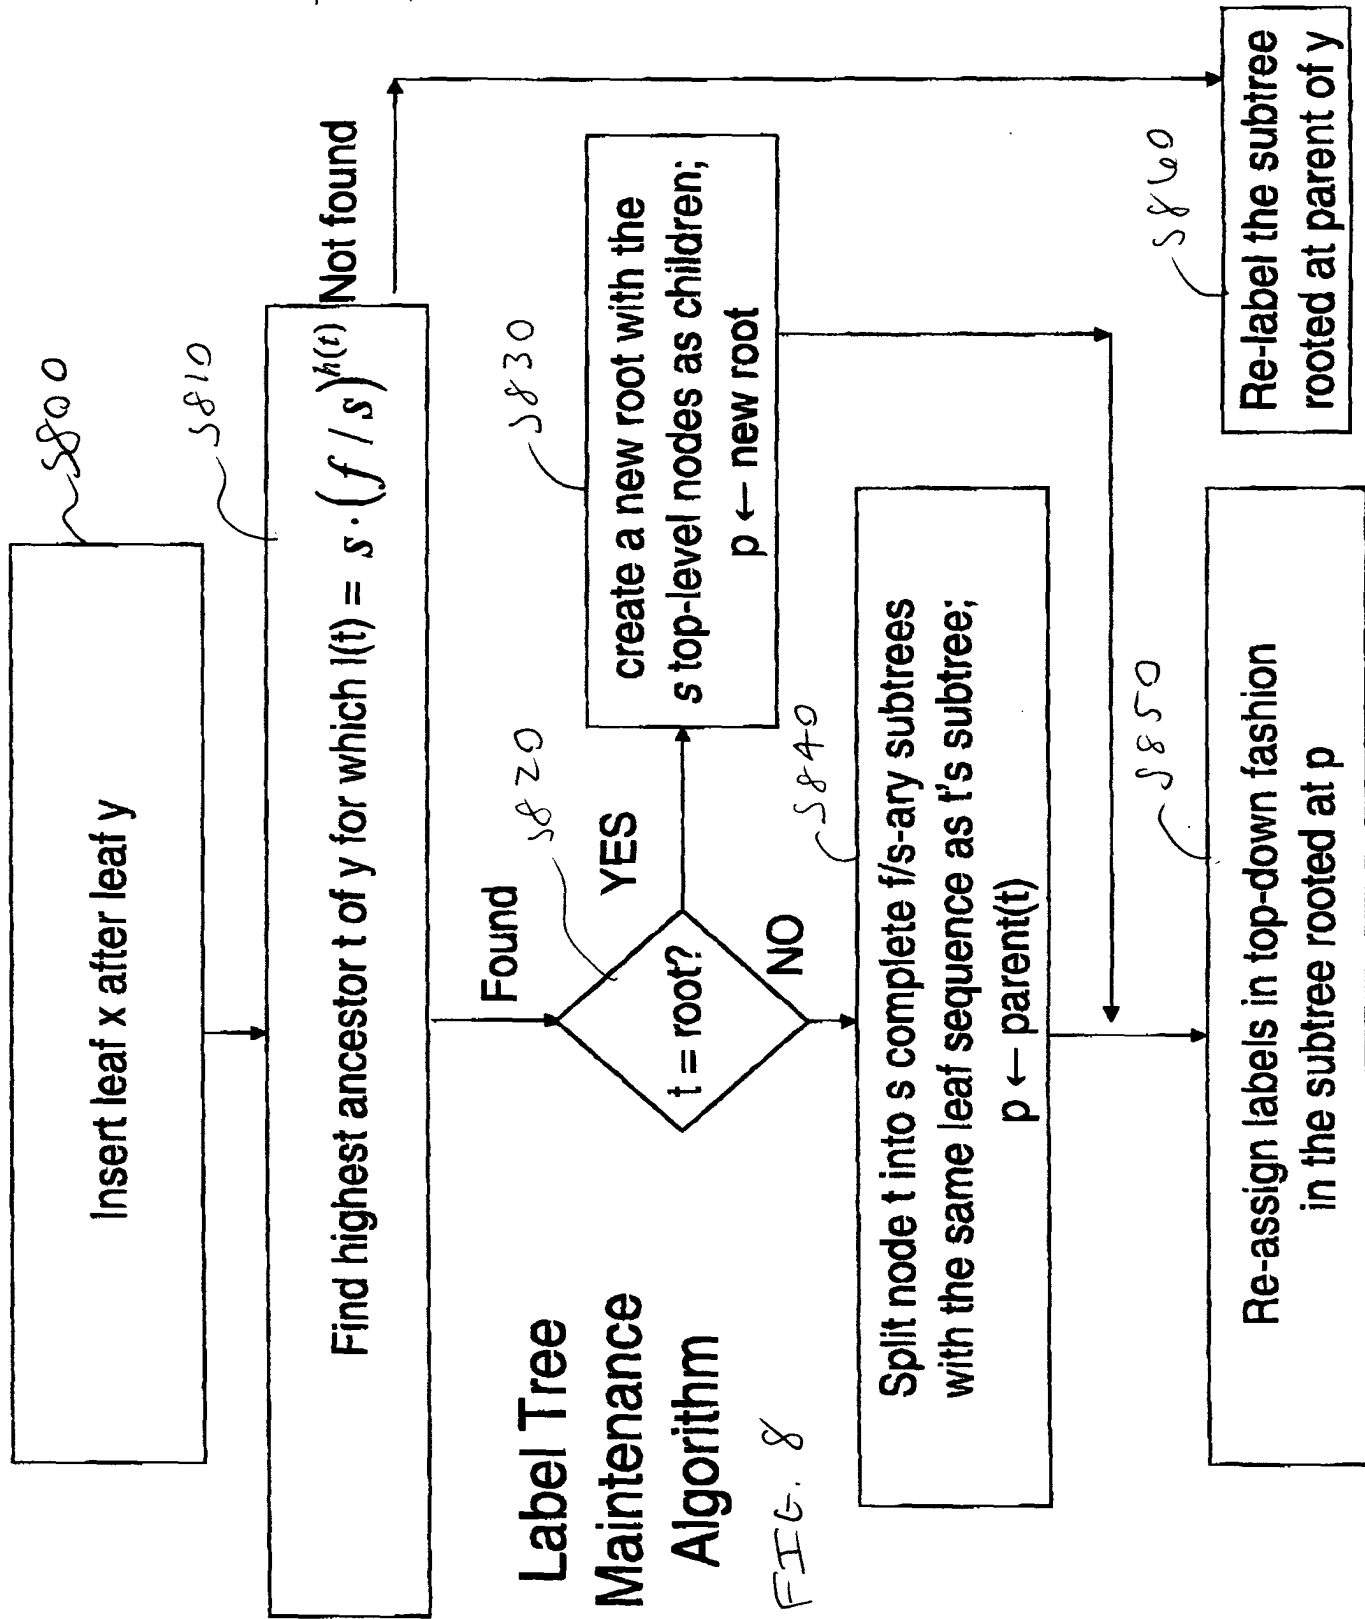 S800
Insert leaf x after leaf y
S810
Find highest ancestor t of y for which l(t) = s · (f / s)^h(t)
Not found
Found
S820
t = root?
YES
NO
S830
create a new root with the
s top-level nodes as children;
p ← new root
S840
Split node t into s complete f/s-ary subtrees
with the same leaf sequence as t's subtree;
p ← parent(t)
S850
Re-assign labels in top-down fashion
in the subtree rooted at p
S860
Re-label the subtree
rooted at parent of y
Label Tree
Maintenance
Algorithm
FIG. 8